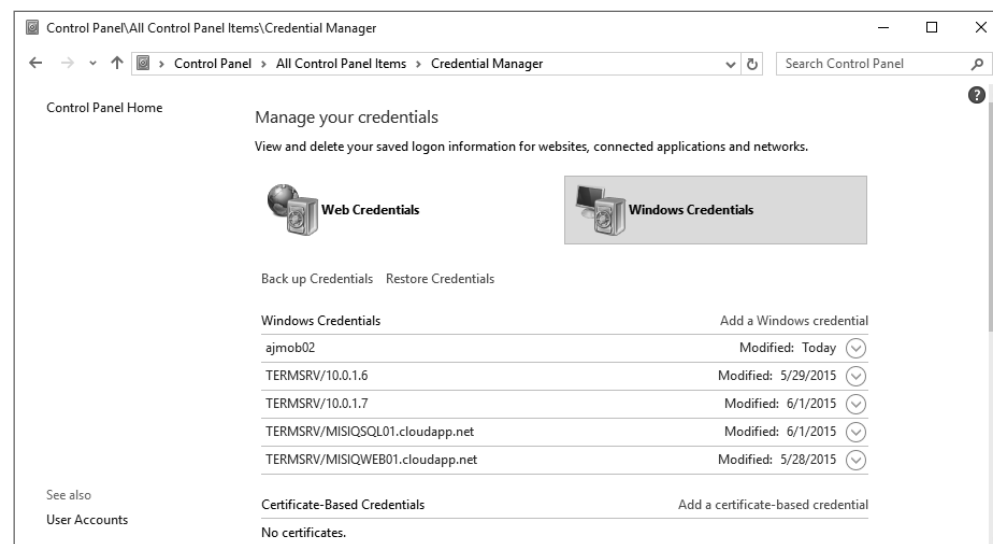 Control Panel\All Control Panel Items\Credential Manager
Control Panel > All Control Panel Items > Credential Manager
Search Control Panel
Control Panel Home
Manage your credentials
View and delete your saved logon information for websites, connected applications and networks.
Web Credentials
Windows Credentials
Back up Credentials Restore Credentials
Windows Credentials Add a Windows credential
ajmob02 Modified: Today
TERMSRV/10.0.1.6 Modified: 5/29/2015
TERMSRV/10.0.1.7 Modified: 6/1/2015
TERMSRV/MISIQSQL01.cloudapp.net Modified: 6/1/2015
TERMSRV/MISIQWEB01.cloudapp.net Modified: 5/28/2015
Certificate-Based Credentials Add a certificate-based credential
No certificates.
See also
User Accounts